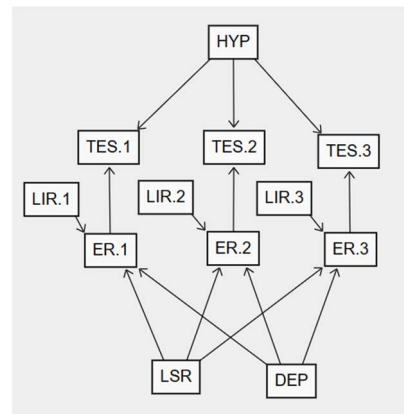 HYP
TES.1
TES.2
TES.3
LIR.1
LIR.2
LIR.3
ER.1
ER.2
ER.3
LSR
DEP